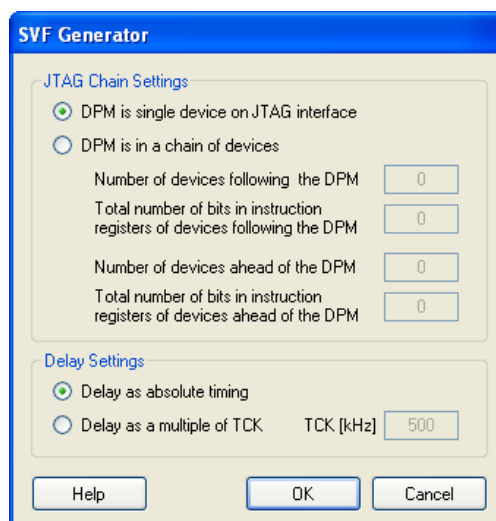 SVF Generator
JTAG Chain Settings
DPM is single device on JTAG interface
DPM is in a chain of devices
Number of devices following the DPM 0
Total number of bits in instruction
registers of devices following the DPM 0
Number of devices ahead of the DPM 0
Total number of bits in instruction
registers of devices ahead of the DPM 0
Delay Settings
Delay as absolute timing
Delay as a multiple of TCK TCK [kHz] 500
Help OK Cancel